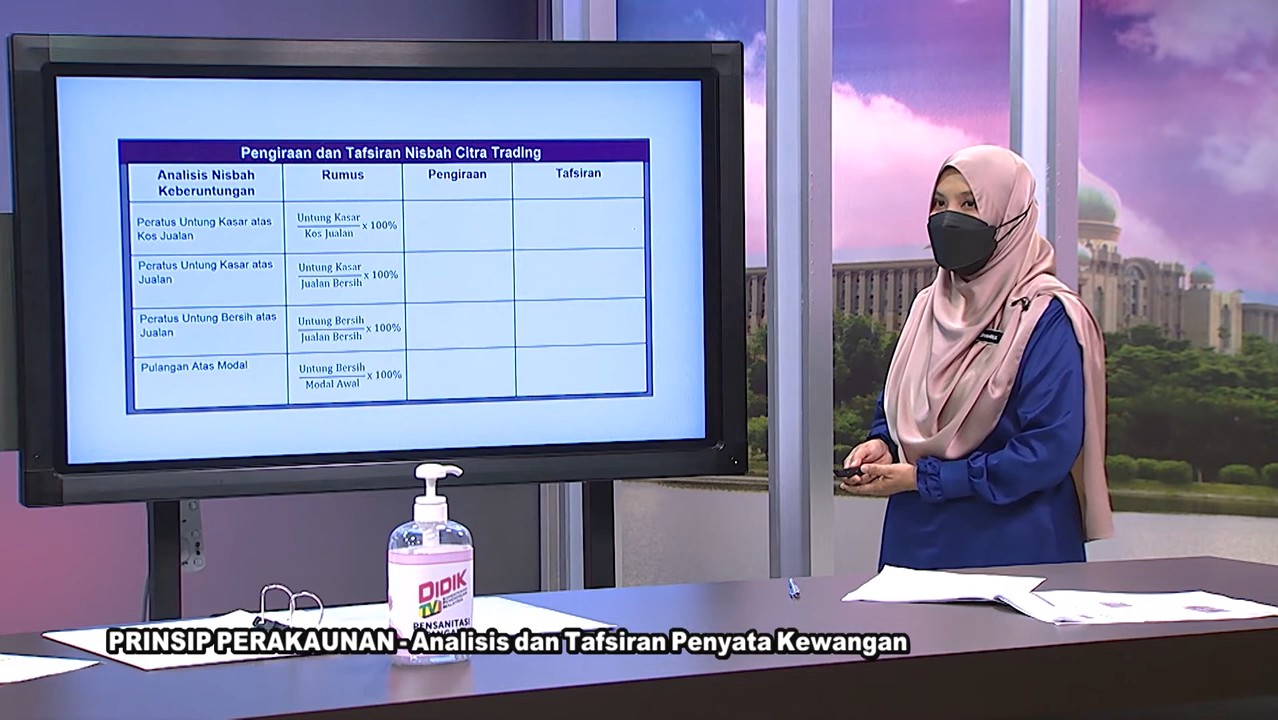 Pengiraan dan Tafsiran Nisbah Citra Trading
Analisis Nisbah
Keberuntungan
Rumus
Pengiraan
Tafsiran
Peratus Untung Kasar atas
Kos Jualan
Untung Kasar
Kos Jualan
x 100%
Peratus Untung Kasar atas
Jualan
Untung Kasar
Jualan Bersih
x 100%
Peratus Untung Bersih atas
Jualan
Untung Bersih
Jualan Bersih
x 100%
Pulangan Atas Modal
Untung Bersih
Modal Awal
x 100%
DIDIK
TV
PENSANITASI
PRINSIP PERAKAUNAN - Analisis dan Tafsiran Penyata Kewangan